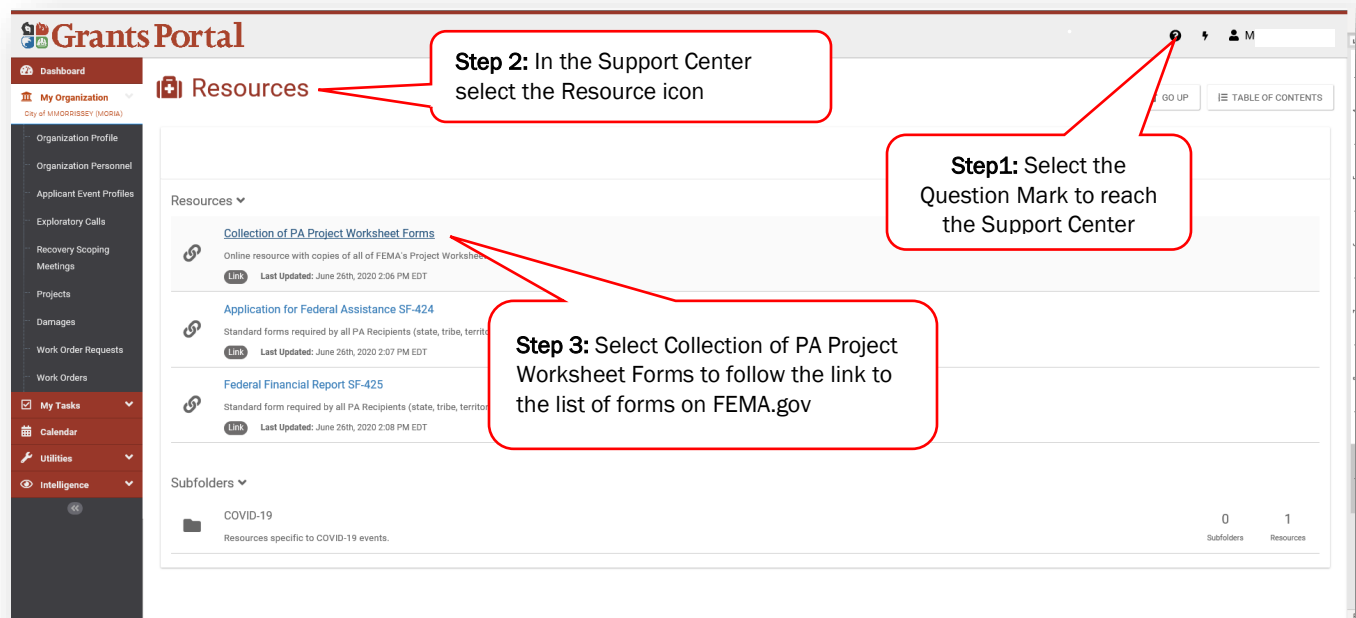 Grants Portal
M
Dashboard
My Organization
City of MMORRISSEY (MORIA)
Organization Profile
Organization Personnel
Applicant Event Profiles
Exploratory Calls
Recovery Scoping
Meetings
Projects
Damages
Work Order Requests
Work Orders
My Tasks
Calendar
Utilities
Intelligence
Resources
Step 2: In the Support Center
select the Resource icon
GO UP
TABLE OF CONTENTS
Step1: Select the
Question Mark to reach
the Support Center
Resources
Collection of PA Project Worksheet Forms
Online resource with copies of all of FEMA's Project
Link Last Updated: June 26th, 2020 2:06 PM EDT
Application for Federal Assistance SF-424
Standard forms required by all PA Recipients (state, tribe,
Link Last Updated: June 26th, 2020 2:07 PM EDT
Federal Financial Report SF-425
Standard form required by all PA Recipients (state, tribe,
Link Last Updated: June 26th, 2020 2:08 PM EDT
Step 3: Select Collection of PA Project
Worksheet Forms to follow the link to
the list of forms on FEMA.gov
Subfolders
COVID-19
Resources specific to COVID-19 events.
0
Subfolders
1
Resources